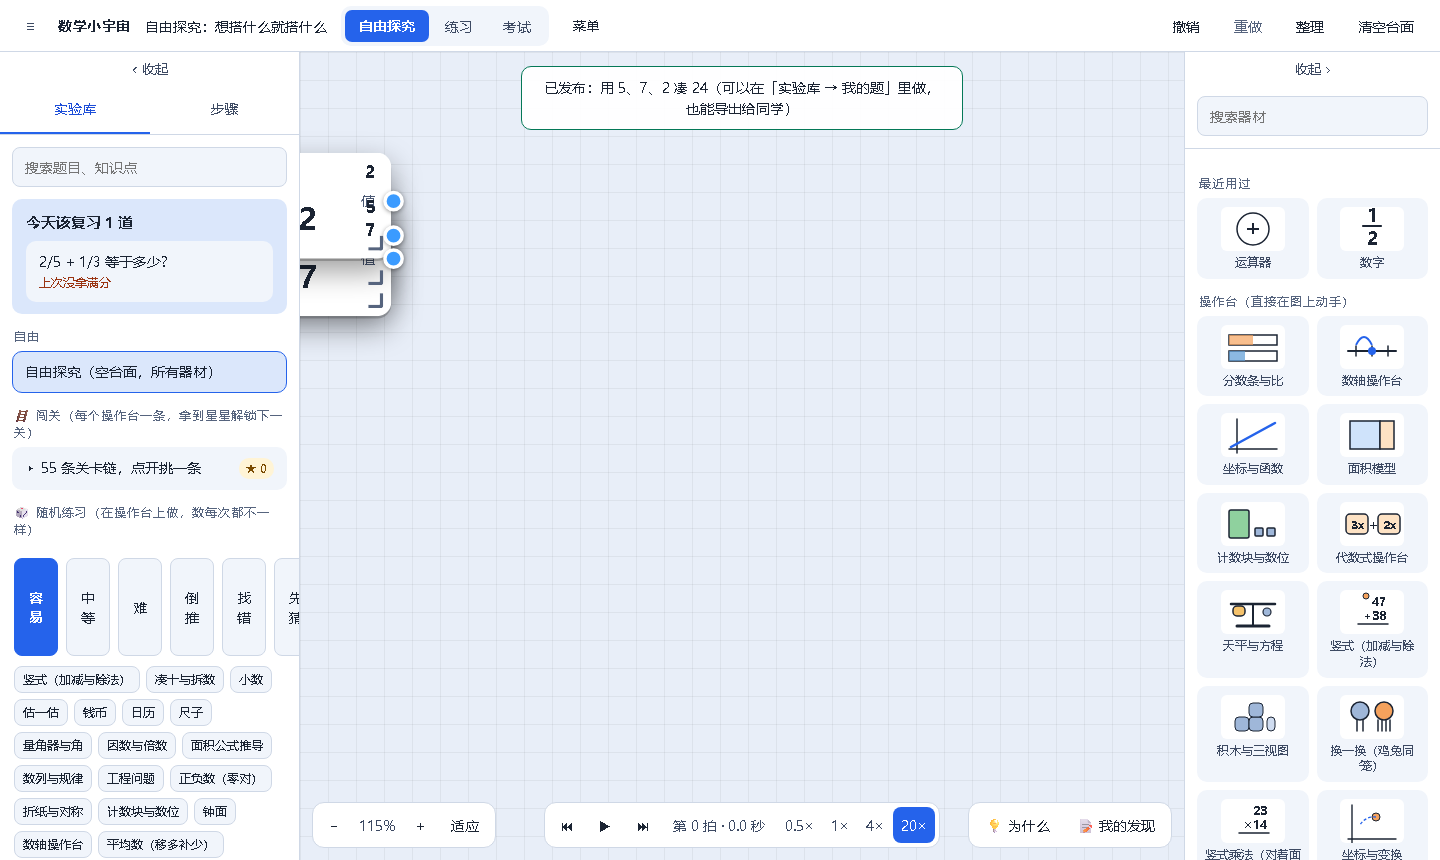 ≡ 数学小宇宙 自由探究：想搭什么就搭什么 自由探究 练习 考试 菜单 撤销 重做 整理 清空台面
‹ 收起
实验库 步骤
搜索题目、知识点
今天该复习 1 道
2/5 + 1/3 等于多少？
上次没拿满分
自由
自由探究（空台面，所有器材）
闯关（每个操作台一条，拿到星星解锁下一
关）
▸ 55 条关卡链，点开挑一条 ★ 0
随机练习（在操作台上做，数每次都不一
样）
容易 中等 难 倒推 找错 先猜
竖式（加减与除法） 凑十与拆数 小数
估一估 钱币 日历 尺子
量角器与角 因数与倍数 面积公式推导
数列与规律 工程问题 正负数（零对）
折纸与对称 计数块与数位 钟面
数轴操作台 平均数（移多补少）
已发布：用 5、7、2 凑 24（可以在「实验库 → 我的题」里做，
也能导出给同学）
2
值
5
2
7
值
7
− 115% + 适应
⏮ ▶ ⏭ 第 0 拍 · 0.0 秒 0.5× 1× 4× 20×
为什么 我的发现
收起 ›
搜索器材
最近用过
+ 1
2
运算器 数字
操作台（直接在图上动手）
分数条与比 数轴操作台
坐标与函数 面积模型
3x + 2x
计数块与数位 代数式操作台
47
+38
天平与方程 竖式（加减与除
法）
积木与三视图 换一换（鸡兔同
笼）
23
×14
竖式乘法（对着面 坐标与变换